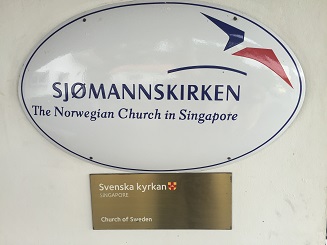 SJØMANNSKIRKEN
The Norwegian Church in Singapore
Svenska kyrkan
SINGAPORE
Church of Sweden